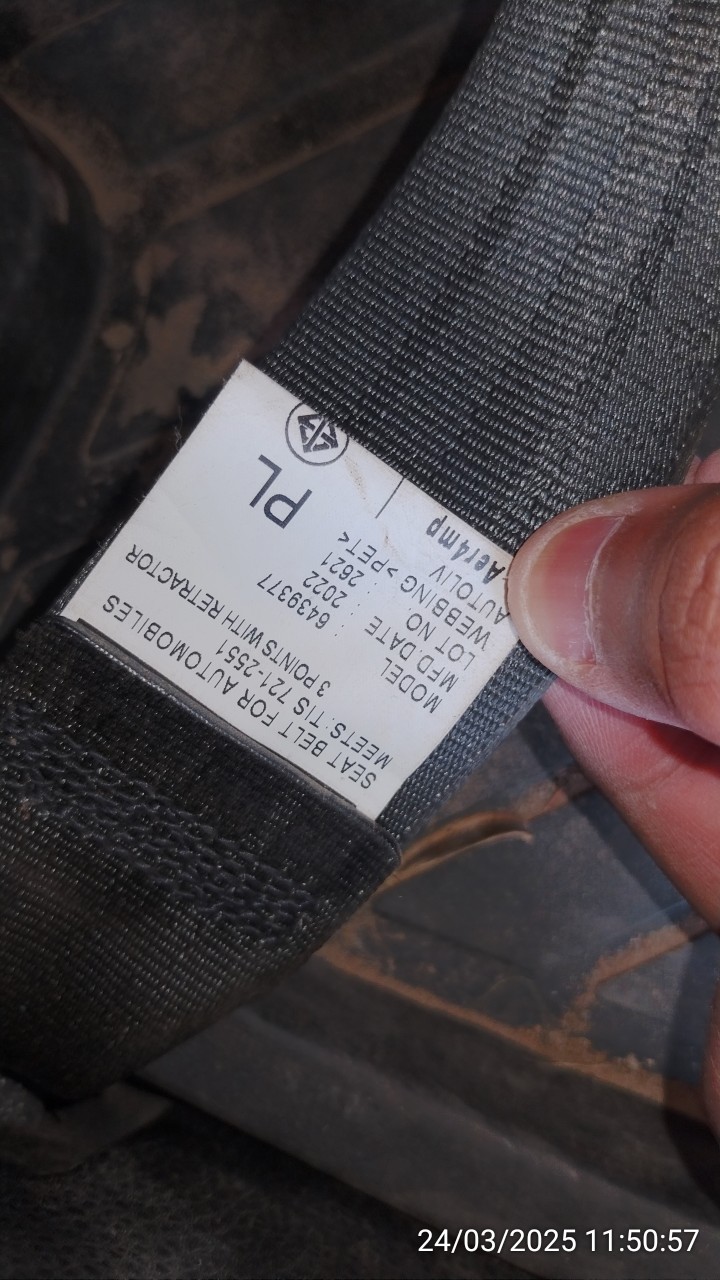 SEAT BELT FOR AUTOMOBILES
MEETS: TIS 721-2551
3 POINTS WITH RETRACTOR
MODEL : 6439377
MFD.DATE : 2022
LOT NO. : 2621
WEBBING >PET<
AUTOLIV
Aer4mp
PL
24/03/2025 11:50:57